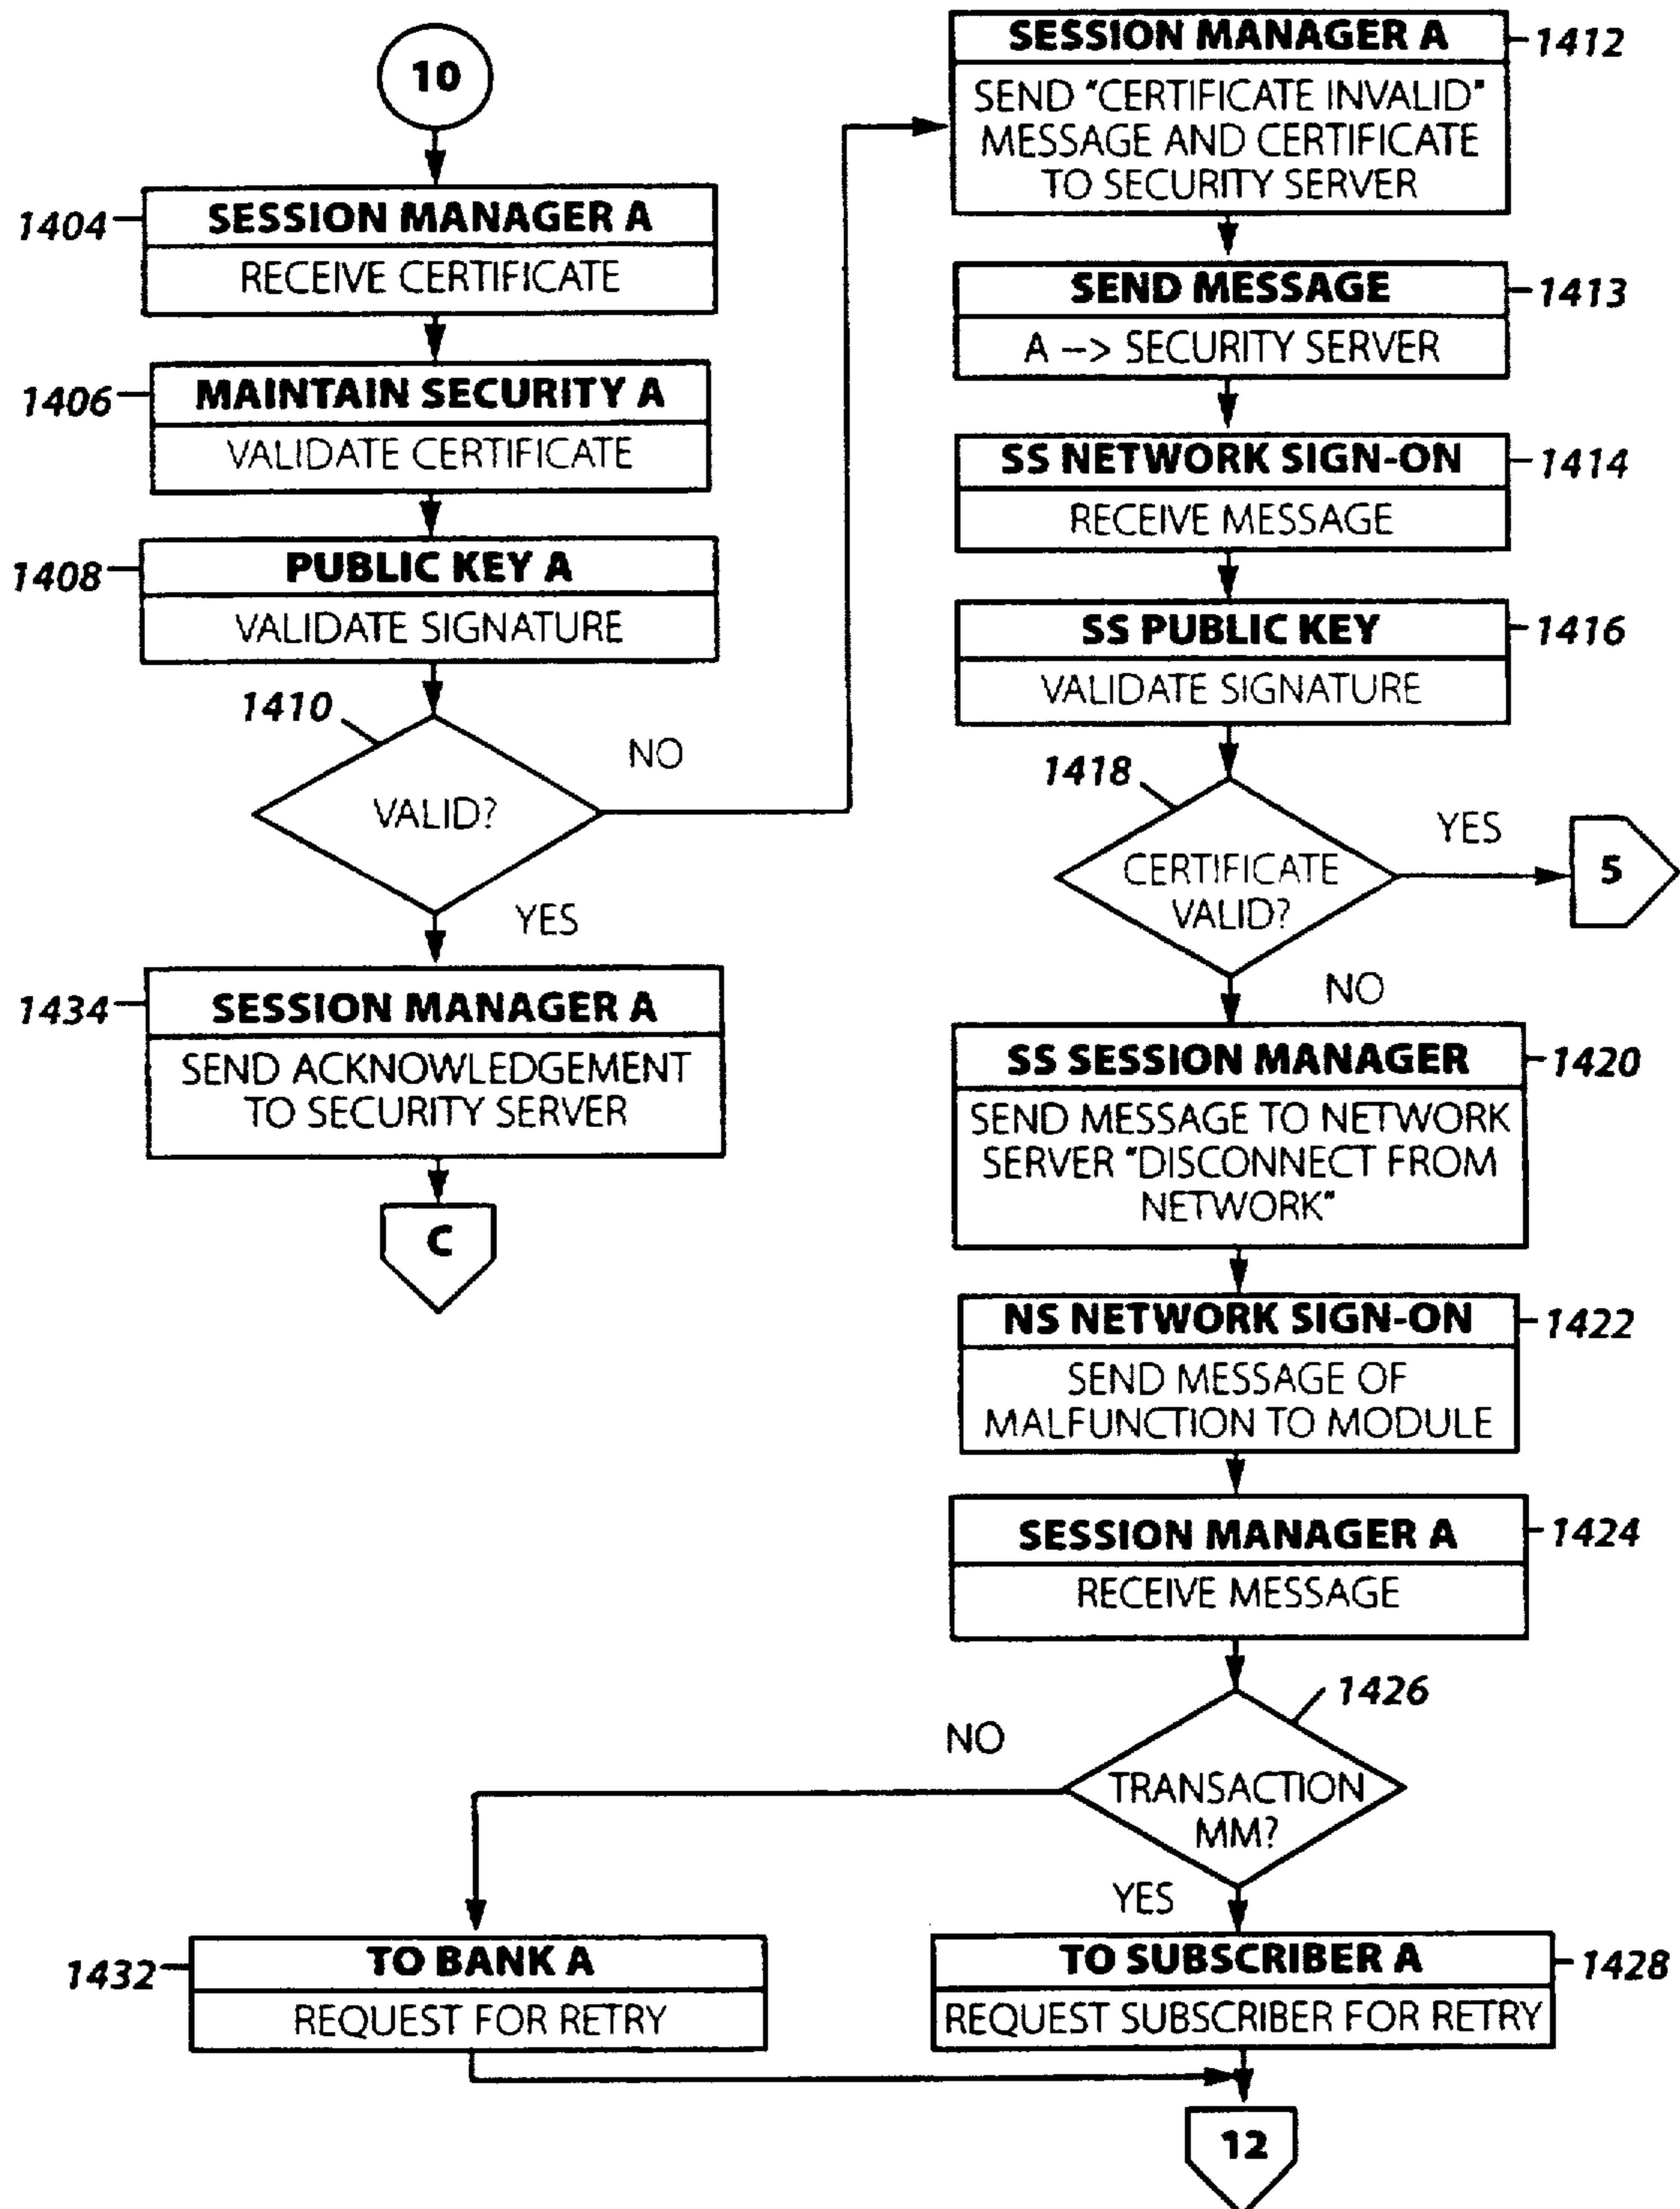 10
1404
SESSION MANAGER A
RECEIVE CERTIFICATE
1406
MAINTAIN SECURITY A
VALIDATE CERTIFICATE
1408
PUBLIC KEY A
VALIDATE SIGNATURE
1410
VALID?
NO
YES
1434
SESSION MANAGER A
SEND ACKNOWLEDGEMENT
TO SECURITY SERVER
C
SESSION MANAGER A
1412
SEND "CERTIFICATE INVALID"
MESSAGE AND CERTIFICATE
TO SECURITY SERVER
SEND MESSAGE
1413
A –> SECURITY SERVER
SS NETWORK SIGN-ON
1414
RECEIVE MESSAGE
SS PUBLIC KEY
1416
VALIDATE SIGNATURE
1418
CERTIFICATE
VALID?
YES
5
NO
SS SESSION MANAGER
1420
SEND MESSAGE TO NETWORK
SERVER "DISCONNECT FROM
NETWORK"
NS NETWORK SIGN-ON
1422
SEND MESSAGE OF
MALFUNCTION TO MODULE
SESSION MANAGER A
1424
RECEIVE MESSAGE
1426
TRANSACTION
MM?
NO
YES
1432
TO BANK A
REQUEST FOR RETRY
TO SUBSCRIBER A
1428
REQUEST SUBSCRIBER FOR RETRY
12